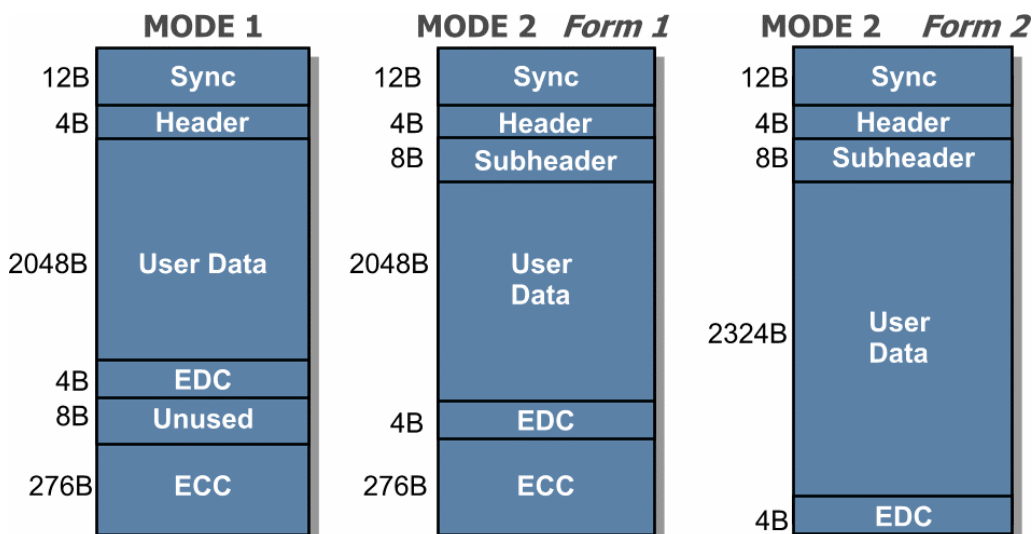 MODE 1
12B Sync
4B Header
2048B User Data
4B EDC
8B Unused
276B ECC
MODE 2 Form 1
12B Sync
4B Header
8B Subheader
2048B User
Data
4B EDC
276B ECC
MODE 2 Form 2
12B Sync
4B Header
8B Subheader
2324B User
Data
4B EDC